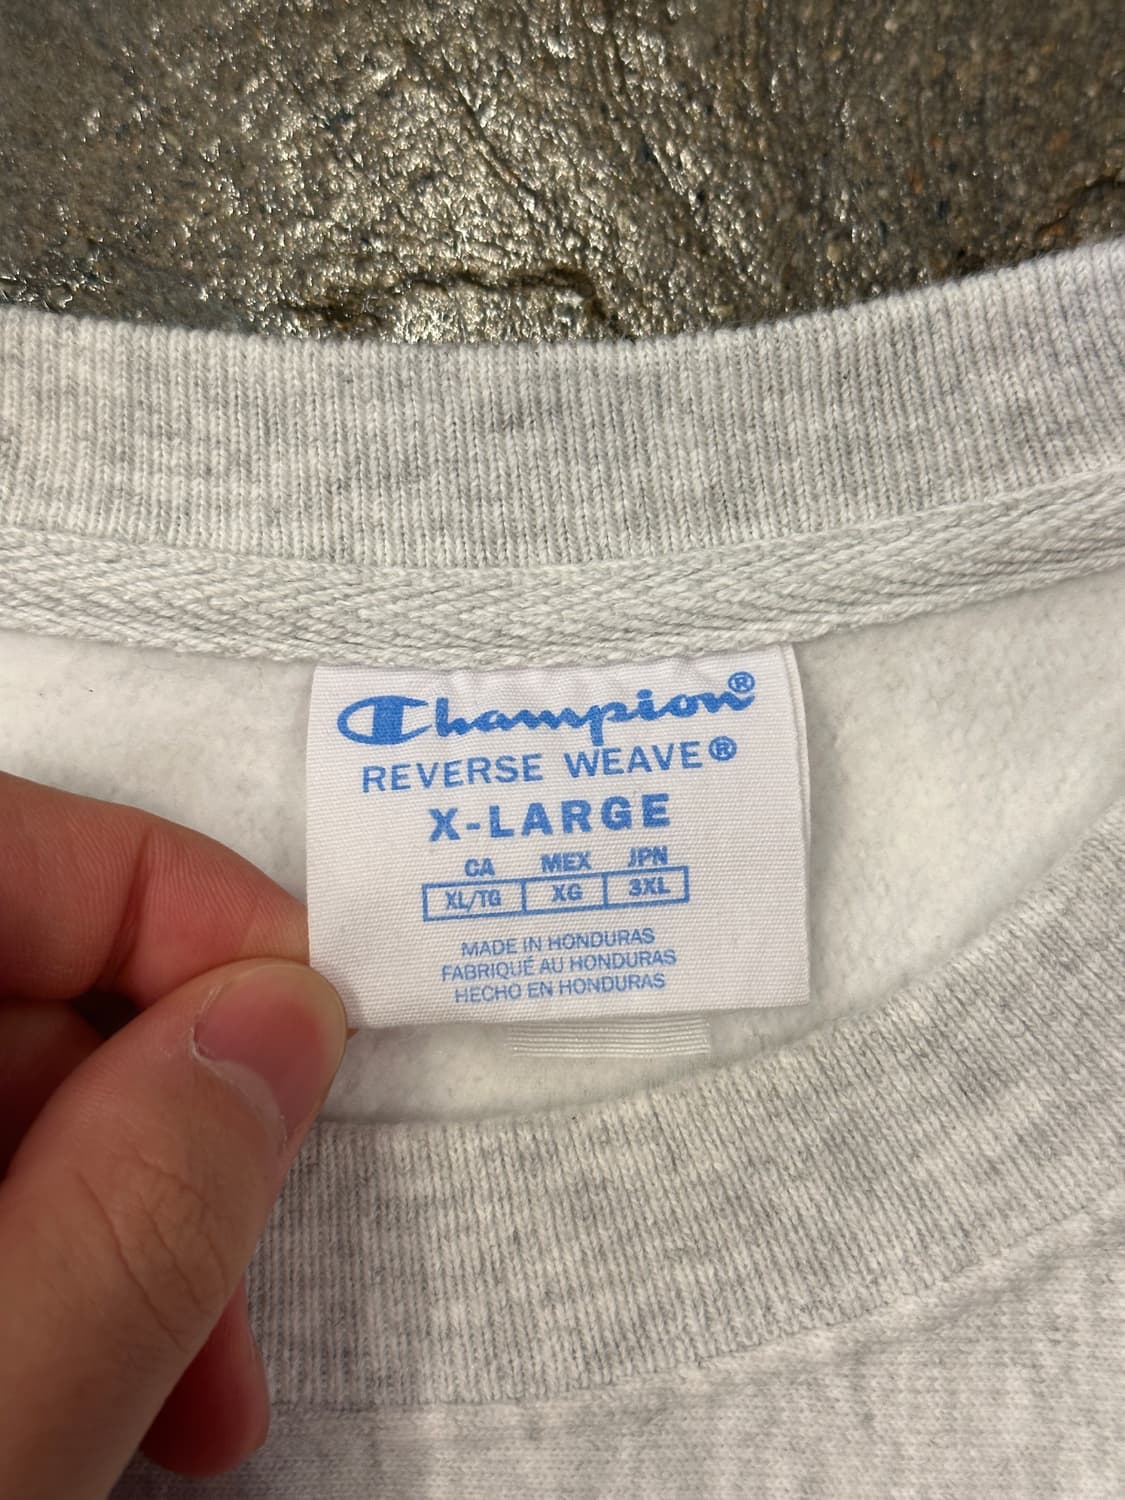 Champion®
REVERSE WEAVE®
X-LARGE
CA MEX JPN
XL/TG XG 3XL
MADE IN HONDURAS
FABRIQUÉ AU HONDURAS
HECHO EN HONDURAS